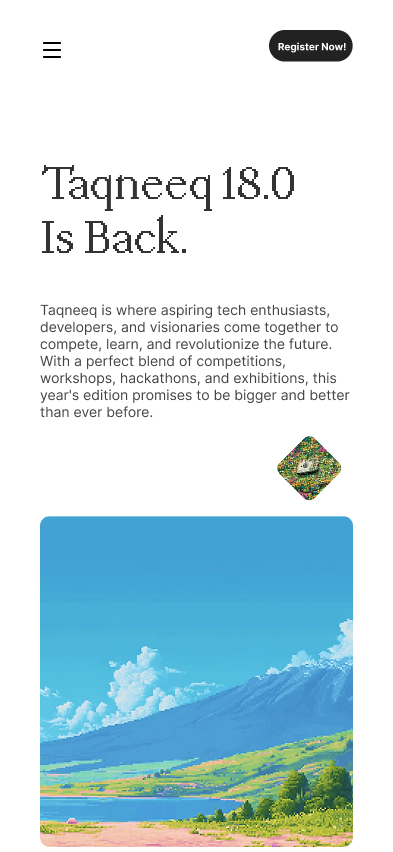 Register Now!
Taqneeq 18.0
Is Back.
Taqneeq is where aspiring tech enthusiasts,
developers, and visionaries come together to
compete, learn, and revolutionize the future.
With a perfect blend of competitions,
workshops, hackathons, and exhibitions, this
year's edition promises to be bigger and better
than ever before.